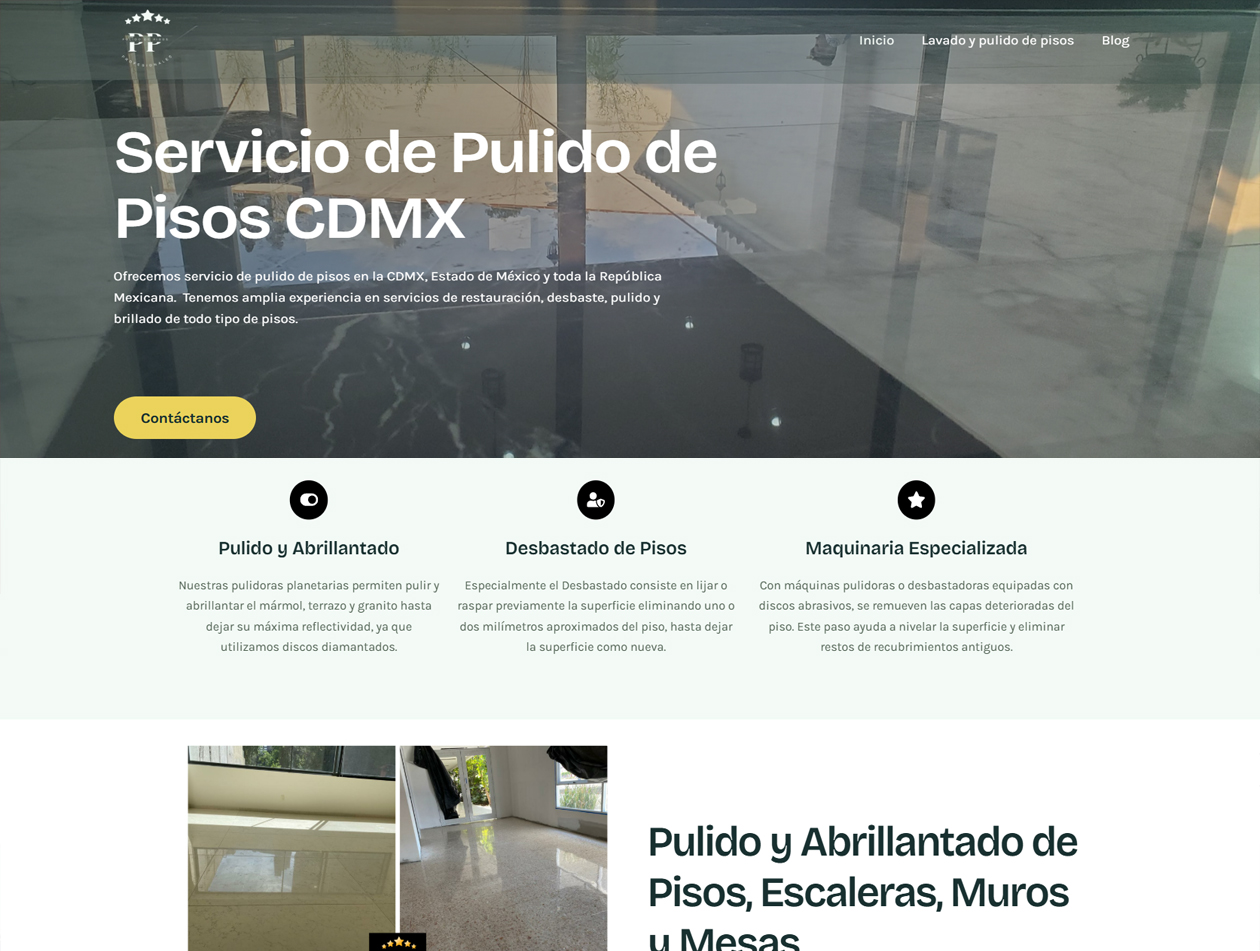 PP
Inicio
Lavado y pulido de pisos
Blog
Servicio de Pulido de
Pisos CDMX
Ofrecemos servicio de pulido de pisos en la CDMX, Estado de México y toda la República
Mexicana.  Tenemos amplia experiencia en servicios de restauración, desbaste, pulido y
brillado de todo tipo de pisos.
Contáctanos
Pulido y Abrillantado
Nuestras pulidoras planetarias permiten pulir y
abrillantar el mármol, terrazo y granito hasta
dejar su máxima reflectividad, ya que
utilizamos discos diamantados.
Desbastado de Pisos
Especialmente el Desbastado consiste en lijar o
raspar previamente la superficie eliminando uno o
dos milímetros aproximados del piso, hasta dejar
la superficie como nueva.
Maquinaria Especializada
Con máquinas pulidoras o desbastadoras equipadas con
discos abrasivos, se remueven las capas deterioradas del
piso. Este paso ayuda a nivelar la superficie y eliminar
restos de recubrimientos antiguos.
Pulido y Abrillantado de
Pisos, Escaleras, Muros
y Mesas